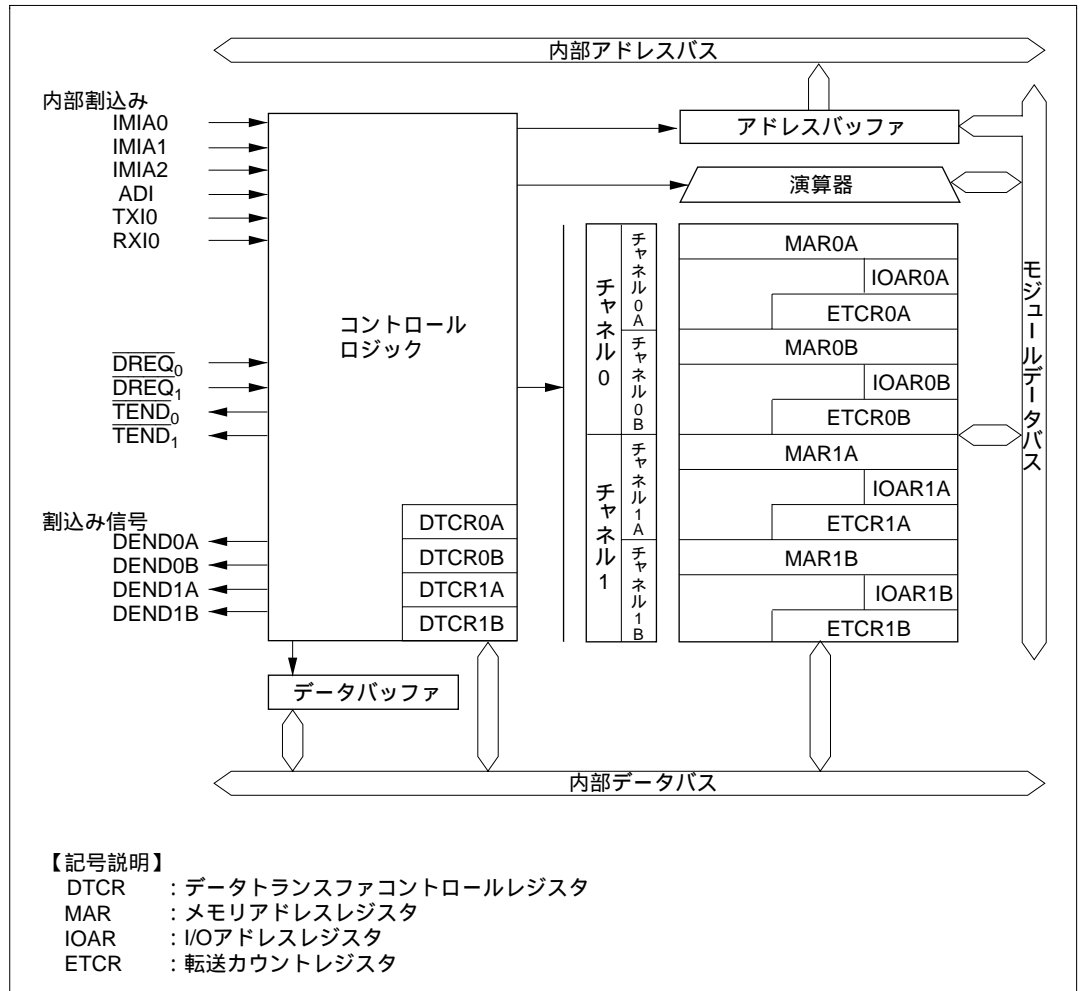 内部アドレスバス
内部割込み
IMIA0
IMIA1
IMIA2
ADI
TXI0
RXI0
DREQ0
DREQ1
TEND0
TEND1
割込み信号
DEND0A
DEND0B
DEND1A
DEND1B
コントロール
ロジック
DTCR0A
DTCR0B
DTCR1A
DTCR1B
データバッファ
アドレスバッファ
演算器
チャネル0
チャネル0A
チャネル0B
チャネル1
チャネル1A
チャネル1B
MAR0A
IOAR0A
ETCR0A
MAR0B
IOAR0B
ETCR0B
MAR1A
IOAR1A
ETCR1A
MAR1B
IOAR1B
ETCR1B
モジュールデータバス
内部データバス
【記号説明】
DTCR :データトランスファコントロールレジスタ
MAR :メモリアドレスレジスタ
IOAR :I/Oアドレスレジスタ
ETCR :転送カウントレジスタ